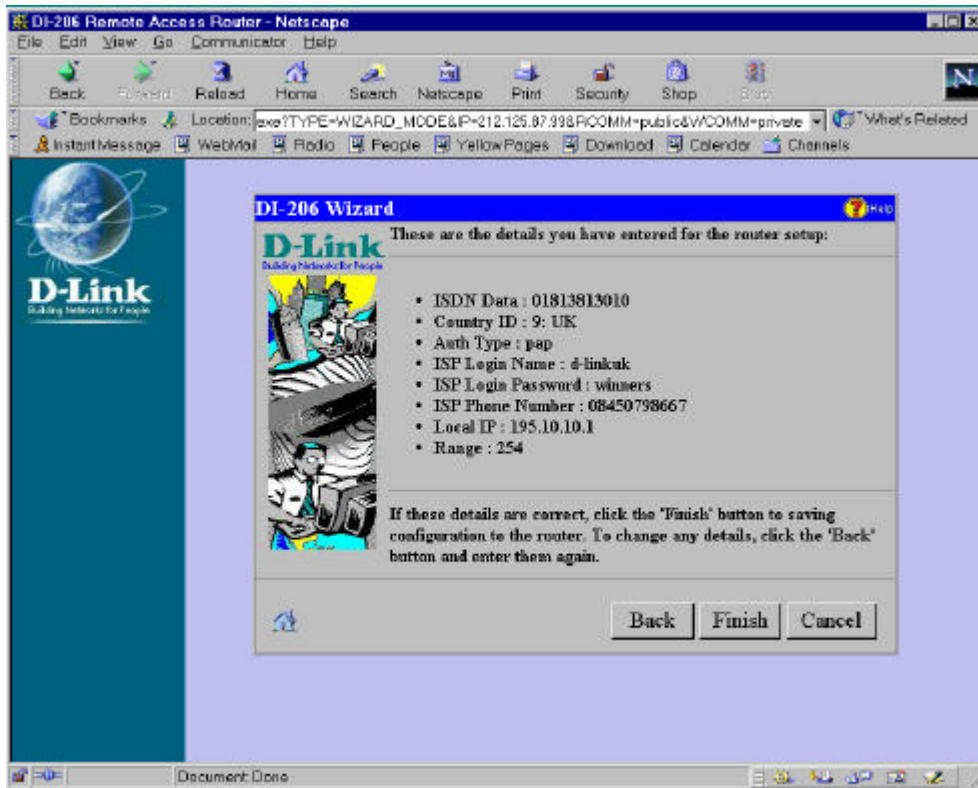 DI-206 Remote Access Router - Netscape
File Edit View Go Communicator Help
Back Forward Reload Home Search Netscape Print Security Shop Stop
Bookmarks Location: exe?TYPE=WIZARD_MODE&IP=212.125.87.99&RCOMM=public&WCOMM=private What's Related
Instant Message WebMail Radio People Yellow Pages Download Calendar Channels
D-Link
Building Networks for People
DI-206 Wizard
Help
D-Link
Building Networks for People
These are the details you have entered for the router setup:
• ISDN Data : 01813813010
• Country ID : 9: UK
• Auth Type : pap
• ISP Login Name : d-linkuk
• ISP Login Password : winners
• ISP Phone Number : 08450798667
• Local IP : 195.10.10.1
• Range : 254
If these details are correct, click the 'Finish' button to saving
configuration to the router. To change any details, click the 'Back'
button and enter them again.
Back Finish Cancel
Document: Done